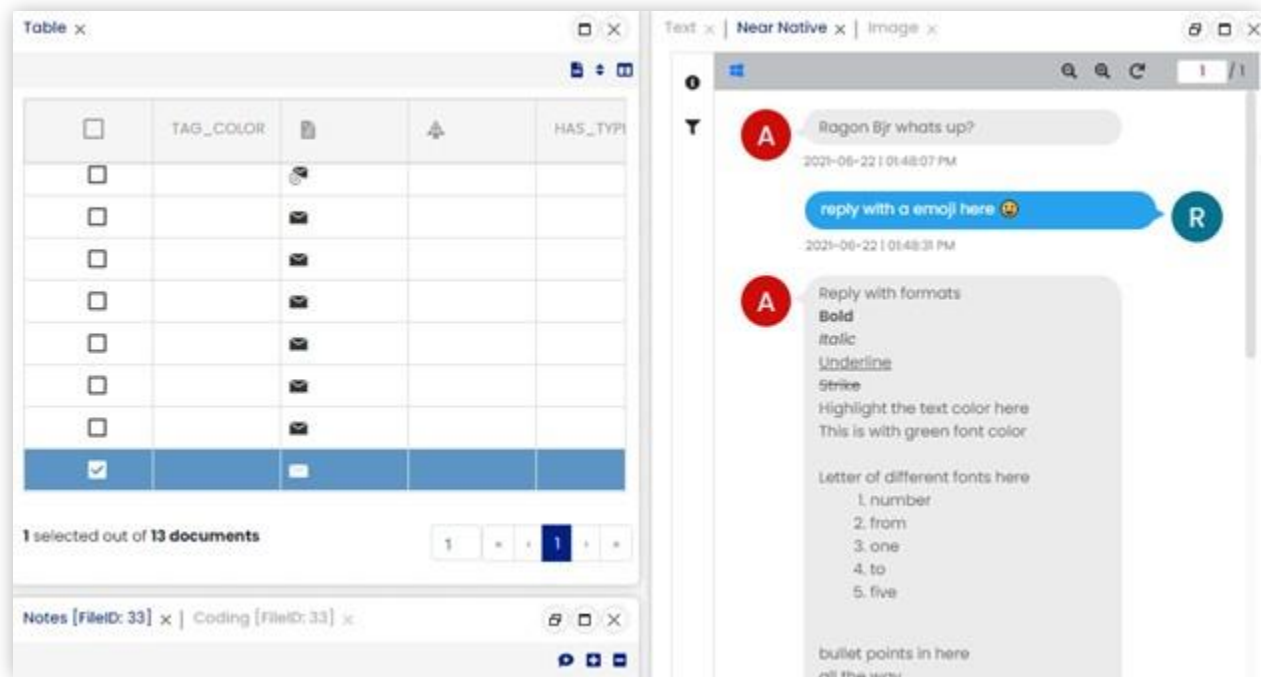 Table
TAG_COLOR
HAS_TYPI
1 selected out of 13 documents
1
« ‹ 1 › »
Notes [FileID: 33] × | Coding [FileID: 33] ×
Text × | Near Native × | Image ×
1 / 1
A
Ragon Bjr whats up?
2021-06-22 | 01:48:07 PM
reply with a emoji here 😀
R
2021-06-22 | 01:48:31 PM
A
Reply with formats
Bold
Italic
Underline
Strike
Highlight the text color here
This is with green font color
Letter of different fonts here
1. number
2. from
3. one
4. to
5. five
bullet points in here
all the way